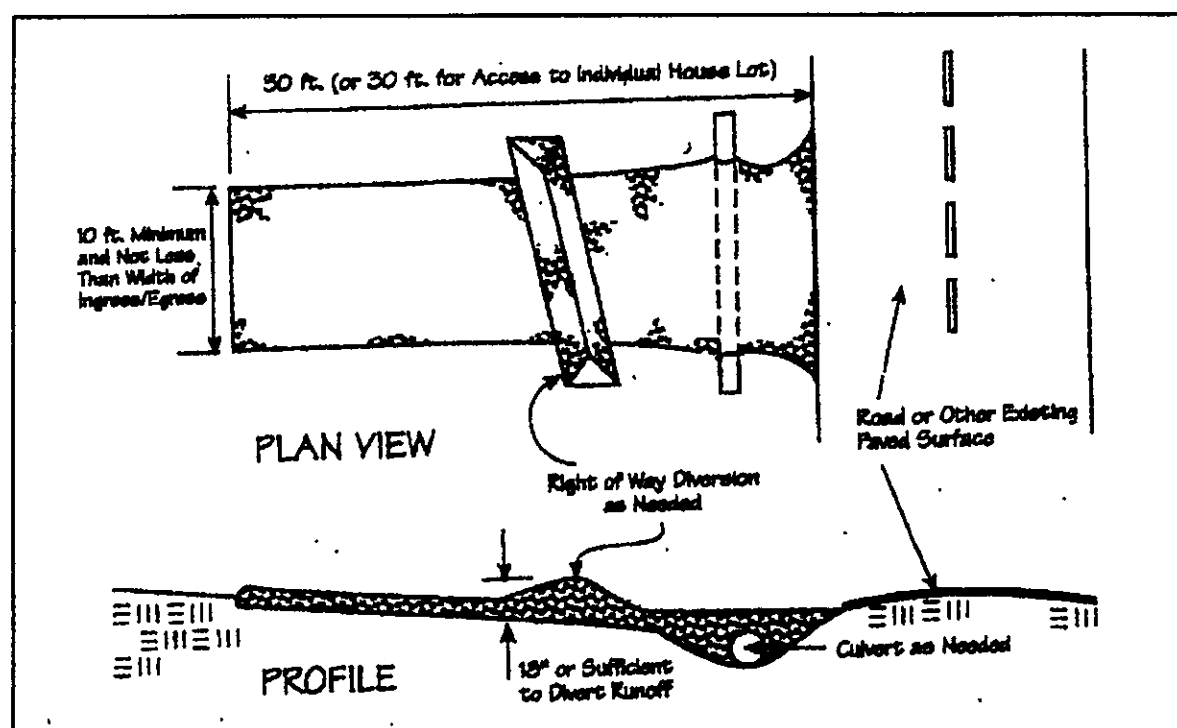 50 ft. (or 30 ft. for Access to Individual House Lot)
10 ft. Minimum
and Not Less
Than Width of
Ingress/Egress
PLAN VIEW
Right of Way Diversion
as Needed
Road or Other Existing
Paved Surface
Culvert as Needed
18" or Sufficient
to Divert Runoff
PROFILE